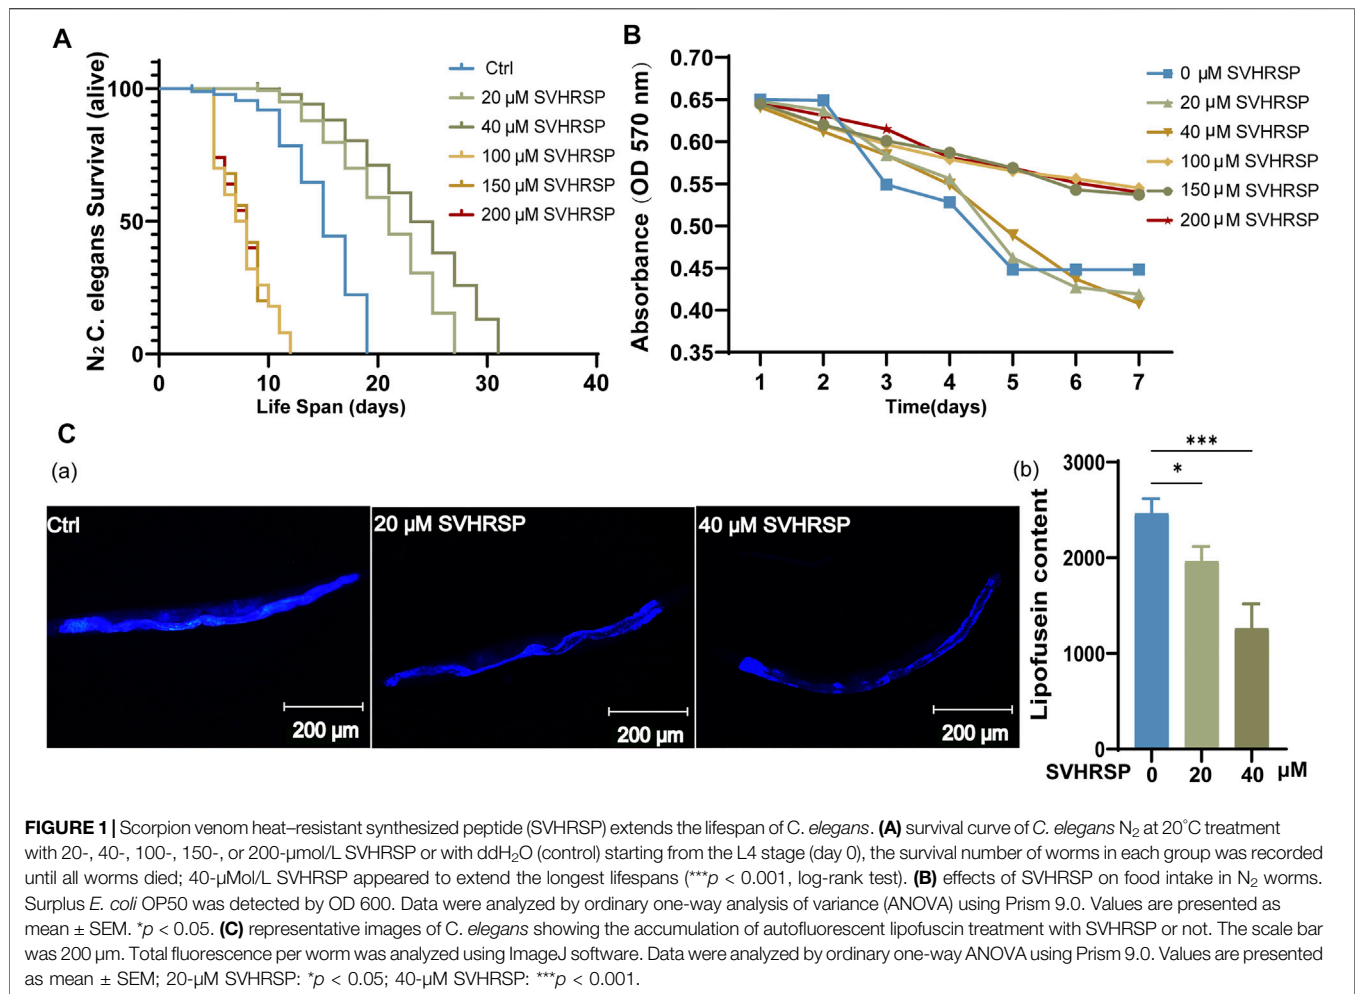 A
N₂ C. elegans Survival (alive)
100
50
0
0 10 20 30 40
Life Span (days)
Ctrl
20 µM SVHRSP
40 µM SVHRSP
100 µM SVHRSP
150 µM SVHRSP
200 µM SVHRSP
B
Absorbance (OD 570 nm)
0.70
0.65
0.60
0.55
0.50
0.45
0.40
0.35
1 2 3 4 5 6 7
Time(days)
0 µM SVHRSP
20 µM SVHRSP
40 µM SVHRSP
100 µM SVHRSP
150 µM SVHRSP
200 µM SVHRSP
C
(a)
Ctrl
200 µm
20 µM SVHRSP
200 µm
40 µM SVHRSP
200 µm
(b)
***
*
Lipofusein content
3000
2000
1000
0
SVHRSP 0 20 40 µM
FIGURE 1 | Scorpion venom heat–resistant synthesized peptide (SVHRSP) extends the lifespan of C. elegans. (A) survival curve of C. elegans N₂ at 20°C treatment
with 20-, 40-, 100-, 150-, or 200-µmol/L SVHRSP or with ddH₂O (control) starting from the L4 stage (day 0), the survival number of worms in each group was recorded
until all worms died; 40-µMol/L SVHRSP appeared to extend the longest lifespans (***p < 0.001, log-rank test). (B) effects of SVHRSP on food intake in N₂ worms.
Surplus E. coli OP50 was detected by OD 600. Data were analyzed by ordinary one-way analysis of variance (ANOVA) using Prism 9.0. Values are presented as
mean ± SEM. *p < 0.05. (C) representative images of C. elegans showing the accumulation of autofluorescent lipofuscin treatment with SVHRSP or not. The scale bar
was 200 µm. Total fluorescence per worm was analyzed using ImageJ software. Data were analyzed by ordinary one-way ANOVA using Prism 9.0. Values are presented
as mean ± SEM; 20-µM SVHRSP: *p < 0.05; 40-µM SVHRSP: ***p < 0.001.